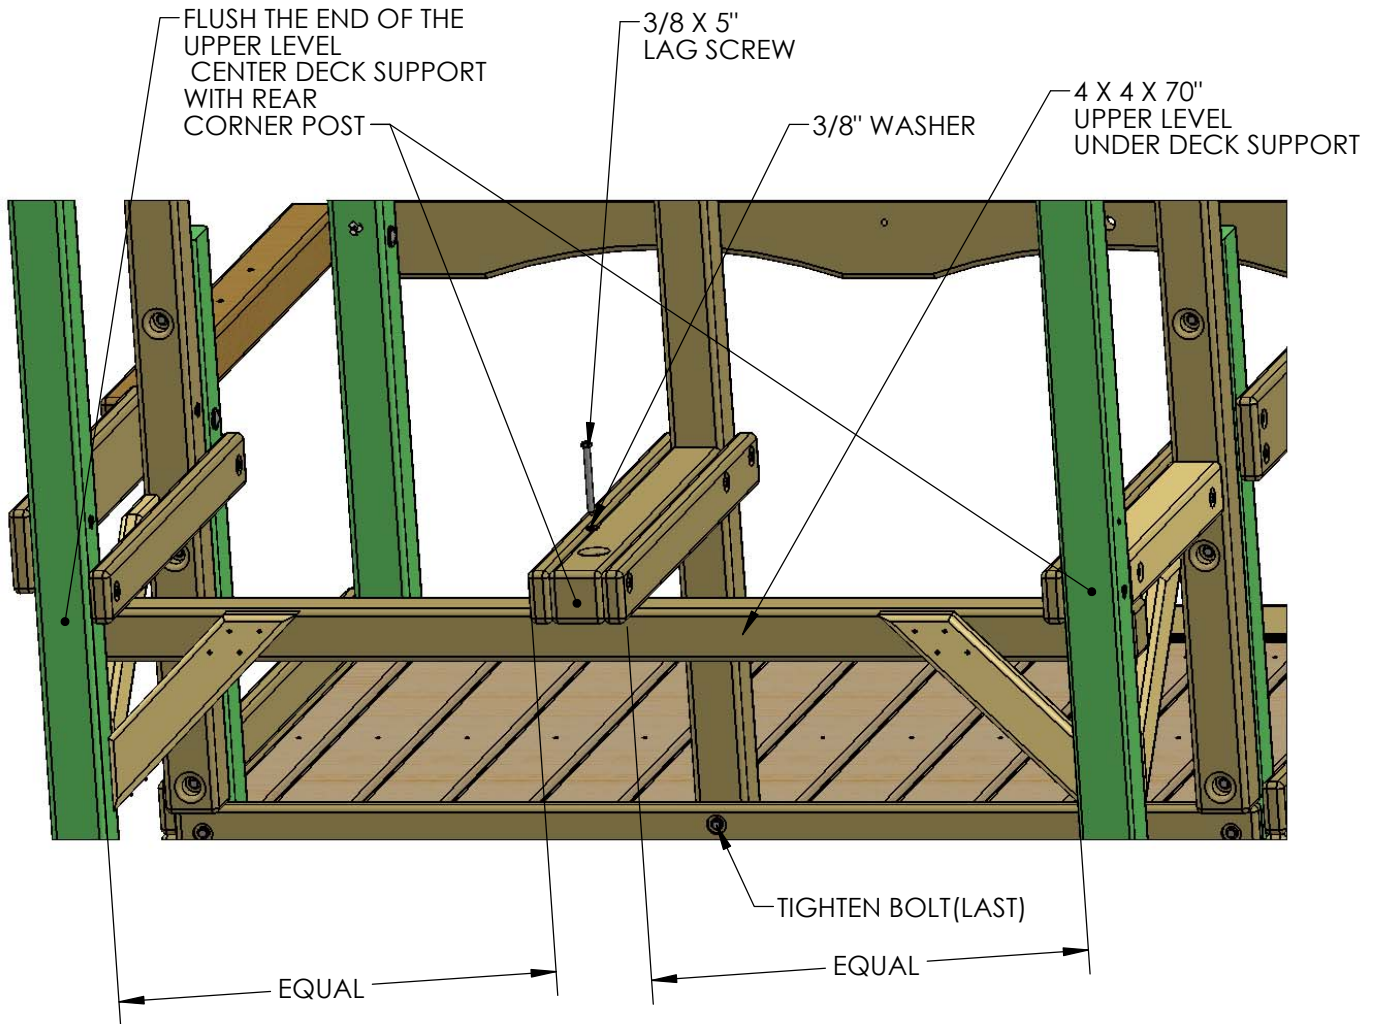 FLUSH THE END OF THE
UPPER LEVEL
CENTER DECK SUPPORT
WITH REAR
CORNER POST
3/8 X 5"
LAG SCREW
3/8" WASHER
4 X 4 X 70"
UPPER LEVEL
UNDER DECK SUPPORT
TIGHTEN BOLT(LAST)
EQUAL
EQUAL